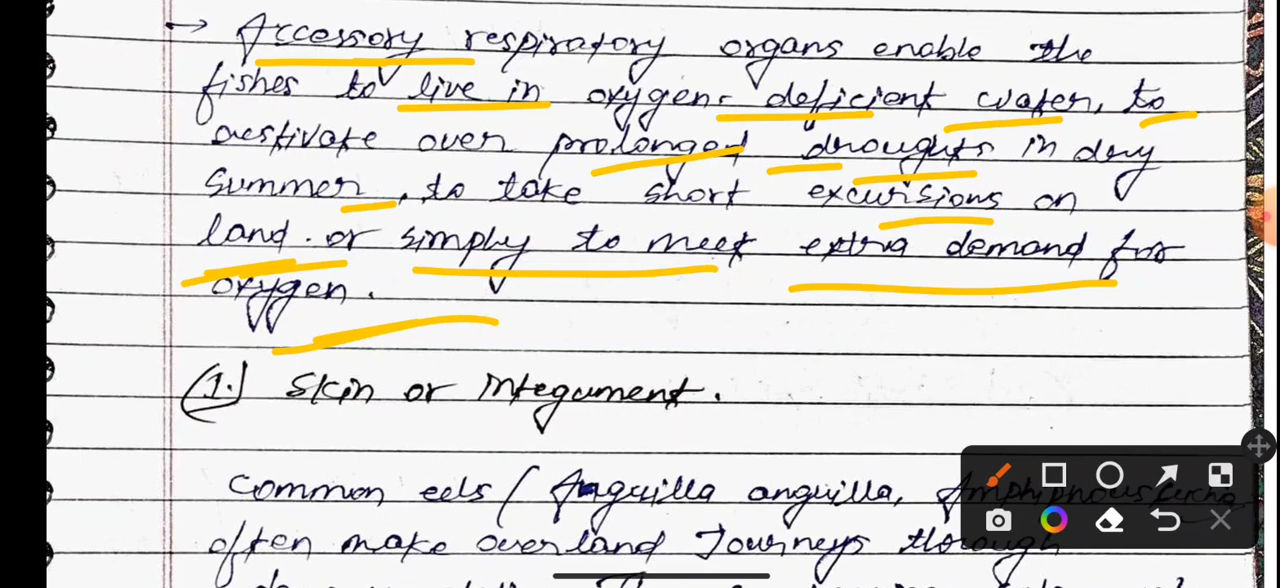 → Accessory respiratory organs enable the
fishes to live in oxygen-deficient water, to
aestivate over prolonged droughts in dry
summer, to take short excursions on
land. or simply to meet extra demand for
oxygen.
(1.) Skin or Integument.
Common eels (Anguilla anguilla, Amphipnous cuchia
often make overland Journeys through